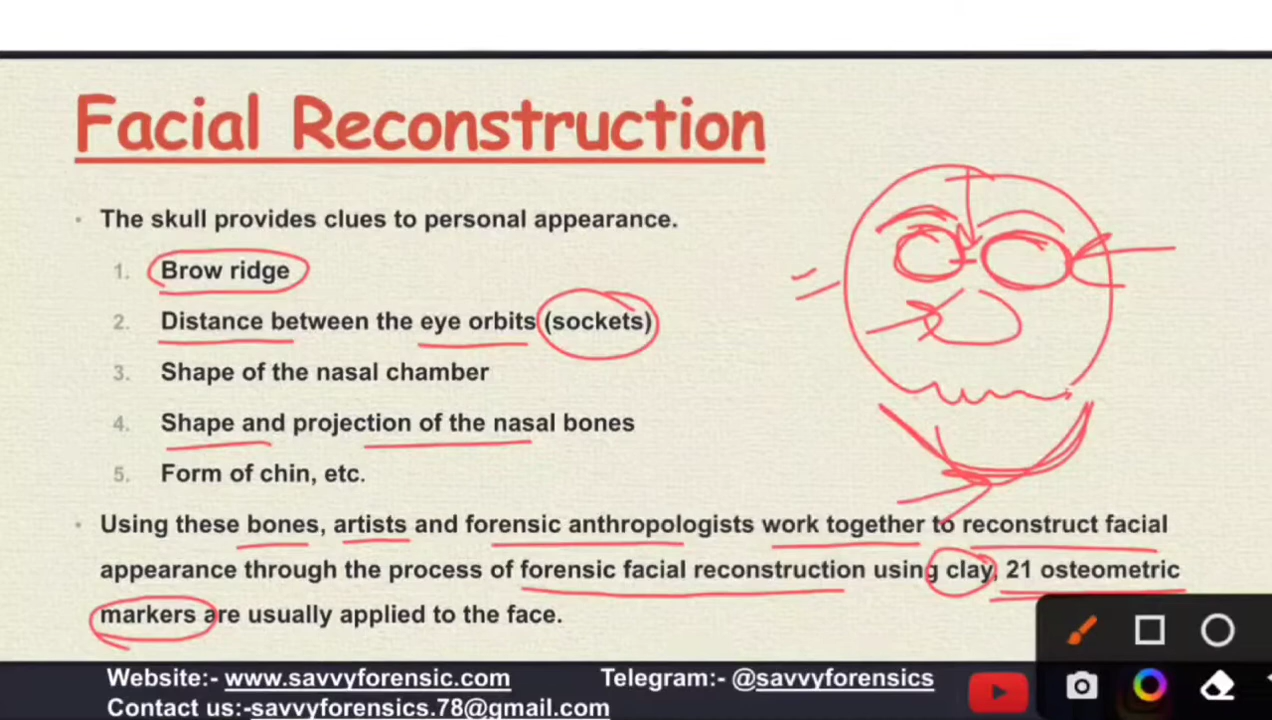 Facial Reconstruction
• The skull provides clues to personal appearance.
1. Brow ridge
2. Distance between the eye orbits (sockets)
3. Shape of the nasal chamber
4. Shape and projection of the nasal bones
5. Form of chin, etc.
• Using these bones, artists and forensic anthropologists work together to reconstruct facial
appearance through the process of forensic facial reconstruction using clay, 21 osteometric
markers are usually applied to the face.
Website:- www.savvyforensic.com Telegram:- @savvyforensics
Contact us:-savvyforensics.78@gmail.com